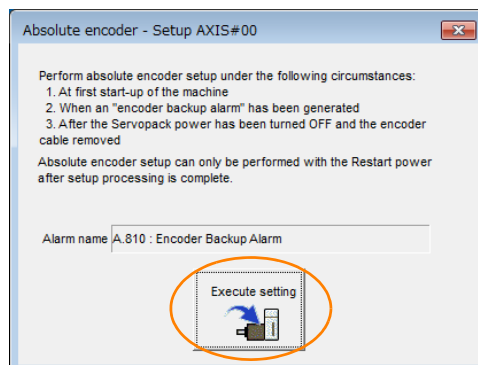 Absolute encoder - Setup AXIS#00
Perform absolute encoder setup under the following circumstances:
1. At first start-up of the machine
2. When an "encoder backup alarm" has been generated
3. After the Servopack power has been turned OFF and the encoder
cable removed
Absolute encoder setup can only be performed with the Restart power
after setup processing is complete.
Alarm name A.810 : Encoder Backup Alarm
Execute setting